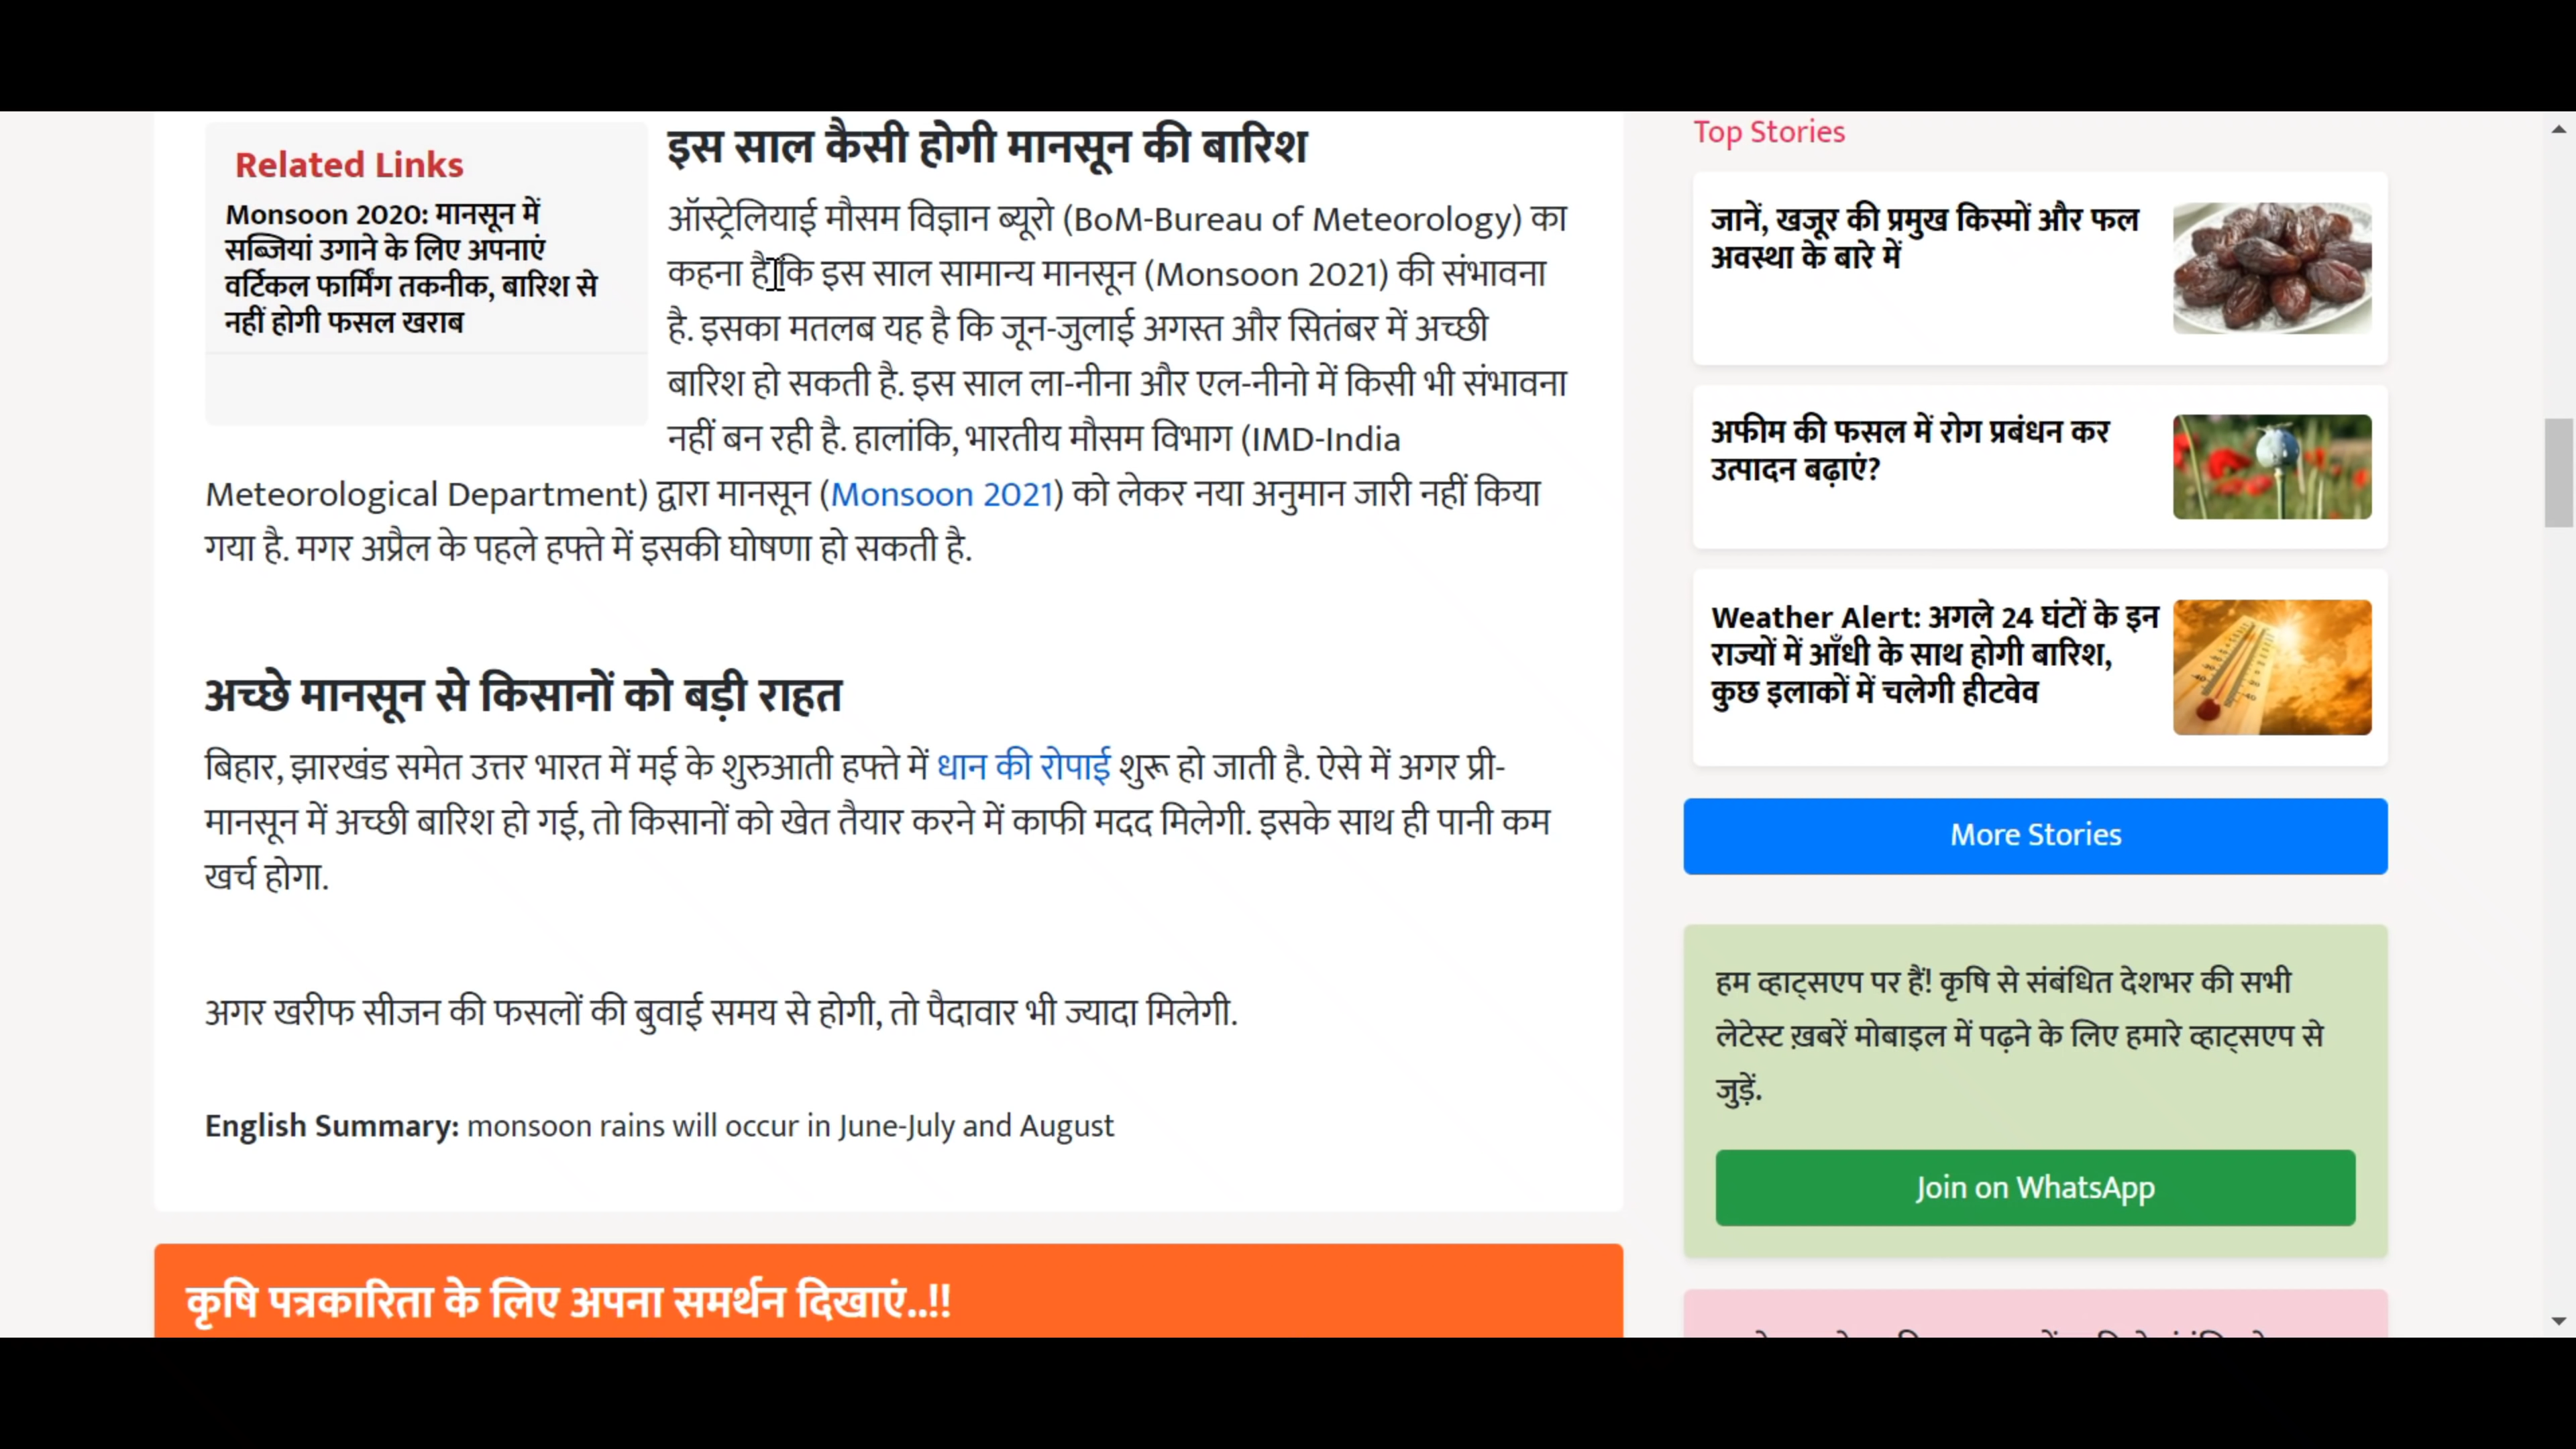 Related Links
Monsoon 2020: मानसून में
सब्जियां उगाने के लिए अपनाएं
वर्टिकल फार्मिंग तकनीक, बारिश से
नहीं होगी फसल खराब
इस साल कैसी होगी मानसून की बारिश
ऑस्ट्रेलियाई मौसम विज्ञान ब्यूरो (BoM-Bureau of Meteorology) का
कहना है कि इस साल सामान्य मानसून (Monsoon 2021) की संभावना
है. इसका मतलब यह है कि जून-जुलाई अगस्त और सितंबर में अच्छी
बारिश हो सकती है. इस साल ला-नीना और एल-नीनो में किसी भी संभावना
नहीं बन रही है. हालांकि, भारतीय मौसम विभाग (IMD-India
Meteorological Department) द्वारा मानसून (Monsoon 2021) को लेकर नया अनुमान जारी नहीं किया
गया है. मगर अप्रैल के पहले हफ्ते में इसकी घोषणा हो सकती है.
अच्छे मानसून से किसानों को बड़ी राहत
बिहार, झारखंड समेत उत्तर भारत में मई के शुरुआती हफ्ते में धान की रोपाई शुरू हो जाती है. ऐसे में अगर प्री-
मानसून में अच्छी बारिश हो गई, तो किसानों को खेत तैयार करने में काफी मदद मिलेगी. इसके साथ ही पानी कम
खर्च होगा.
अगर खरीफ सीजन की फसलों की बुवाई समय से होगी, तो पैदावार भी ज्यादा मिलेगी.
English Summary: monsoon rains will occur in June-July and August
कृषि पत्रकारिता के लिए अपना समर्थन दिखाएं..!!
Top Stories
जानें, खजूर की प्रमुख किस्मों और फल
अवस्था के बारे में
अफीम की फसल में रोग प्रबंधन कर
उत्पादन बढ़ाएं?
Weather Alert: अगले 24 घंटों के इन
राज्यों में आँधी के साथ होगी बारिश,
कुछ इलाकों में चलेगी हीटवेव
More Stories
हम व्हाट्सएप पर हैं! कृषि से संबंधित देशभर की सभी
लेटेस्ट ख़बरें मोबाइल में पढ़ने के लिए हमारे व्हाट्सएप से
जुड़ें.
Join on WhatsApp